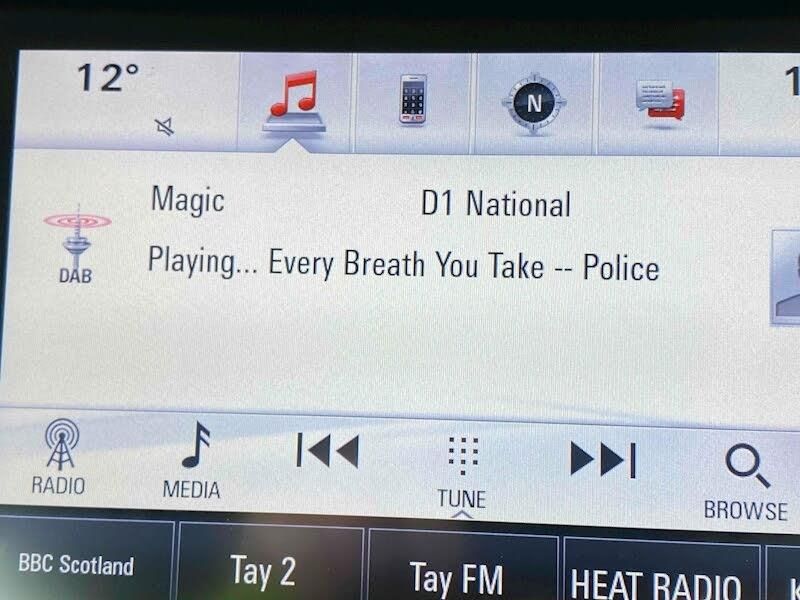 12°
N
1
Magic
D1 National
DAB
Playing... Every Breath You Take -- Police
RADIO
MEDIA
TUNE
BROWSE
BBC Scotland
Tay 2
Tay FM
HEAT RADIO
K